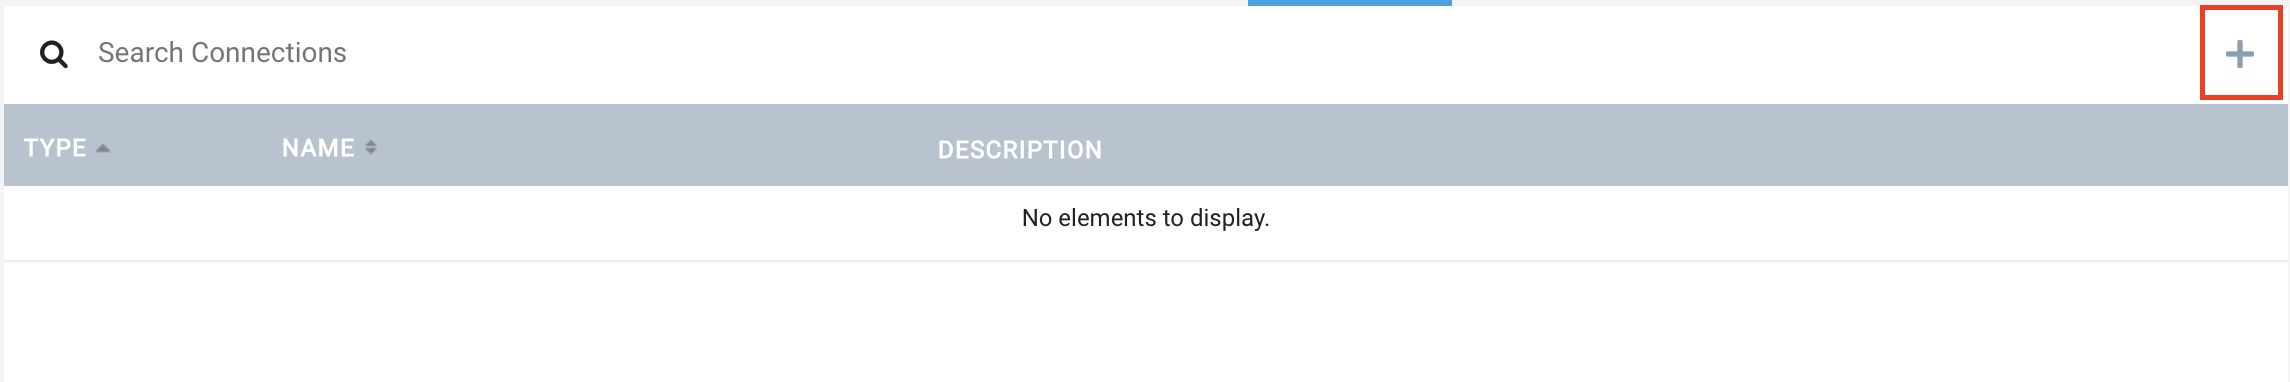 Search Connections
TYPE NAME DESCRIPTION
No elements to display.